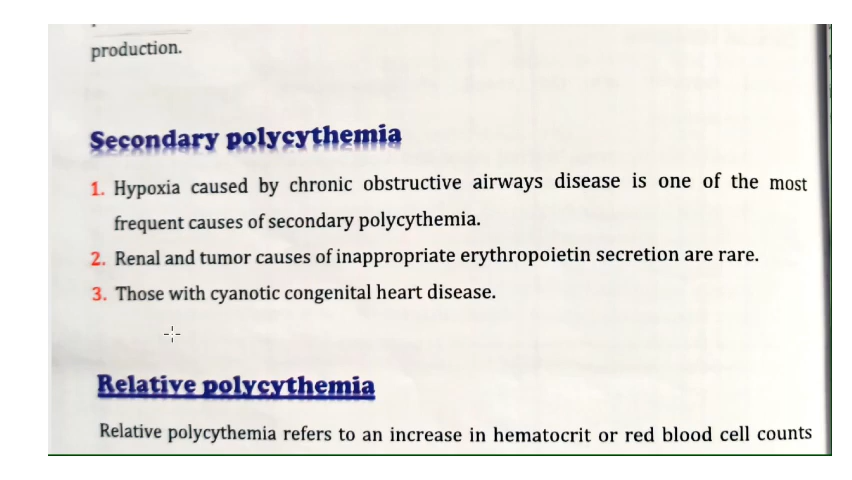 production.
Secondary polycythemia
1. Hypoxia caused by chronic obstructive airways disease is one of the most
frequent causes of secondary polycythemia.
2. Renal and tumor causes of inappropriate erythropoietin secretion are rare.
3. Those with cyanotic congenital heart disease.
Relative polycythemia
Relative polycythemia refers to an increase in hematocrit or red blood cell counts